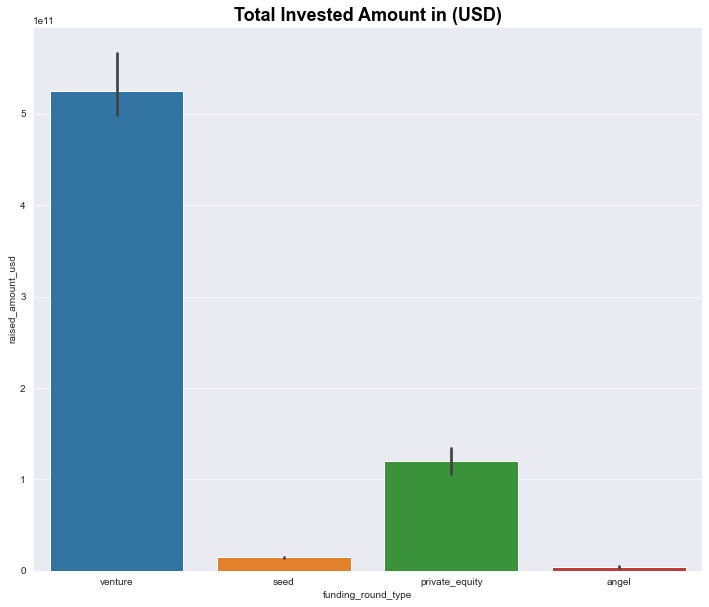 Total Invested Amount in (USD)
1e11
5
4
3
2
1
0
raised_amount_usd
venture
seed
private_equity
angel
funding_round_type